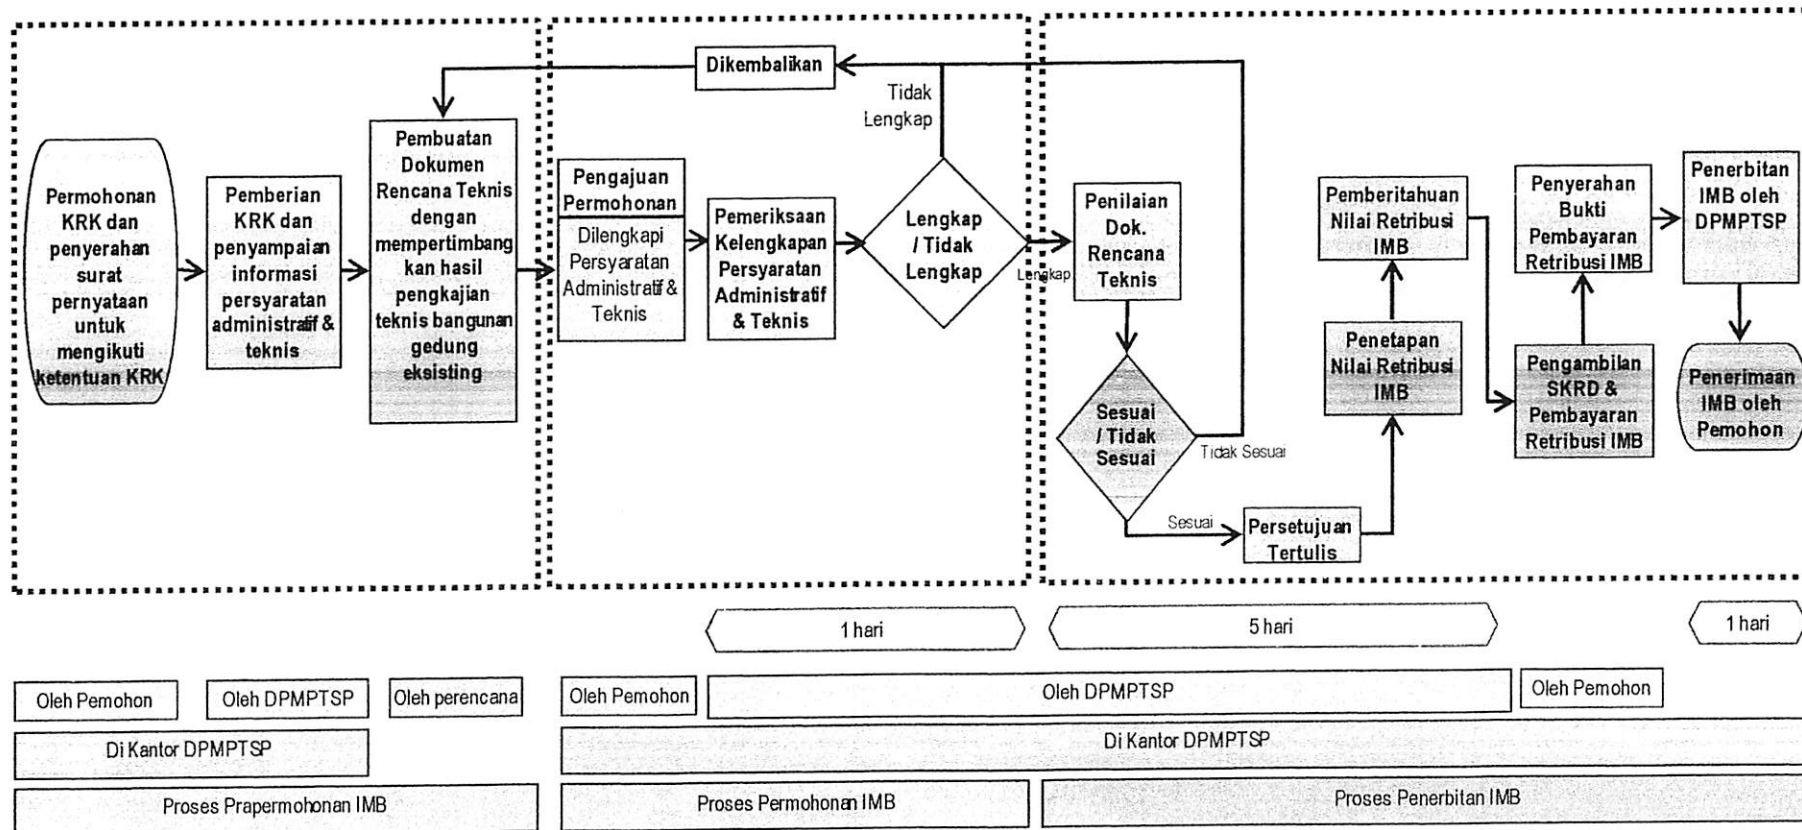 Dikembalikan
Tidak
Lengkap
Permohonan
KRK dan
penyerahan
surat
pernyataan
untuk
mengikuti
ketentuan KRK
Pemberian
KRK dan
penyampaian
informasi
persyaratan
administratif &
teknis
Pembuatan
Dokumen
Rencana Teknis
dengan
mempertimbang
kan hasil
pengkajian
teknis bangunan
gedung
eksisting
Pengajuan
Permohonan
Dilengkapi
Persyaratan
Administratif &
Teknis
Pemeriksaan
Kelengkapan
Persyaratan
Administratif
& Teknis
Lengkap
/ Tidak
Lengkap
Lengkap
Penilaian
Dok.
Rencana
Teknis
Sesuai
/ Tidak
Sesuai
Tidak Sesuai
Sesuai
Persetujuan
Tertulis
Penetapan
Nilai Retribusi
IMB
Pemberitahuan
Nilai Retribusi
IMB
Pengambilan
SKRD &
Pembayaran
Retribusi IMB
Penyerahan
Bukti
Pembayaran
Retribusi IMB
Penerbitan
IMB oleh
DPMPTSP
Penerimaan
IMB oleh
Pemohon
1 hari
5 hari
1 hari
Oleh Pemohon
Oleh DPMPTSP
Oleh perencana
Oleh Pemohon
Oleh DPMPTSP
Oleh Pemohon
Di Kantor DPMPTSP
Di Kantor DPMPTSP
Proses Prapermohonan IMB
Proses Permohonan IMB
Proses Penerbitan IMB